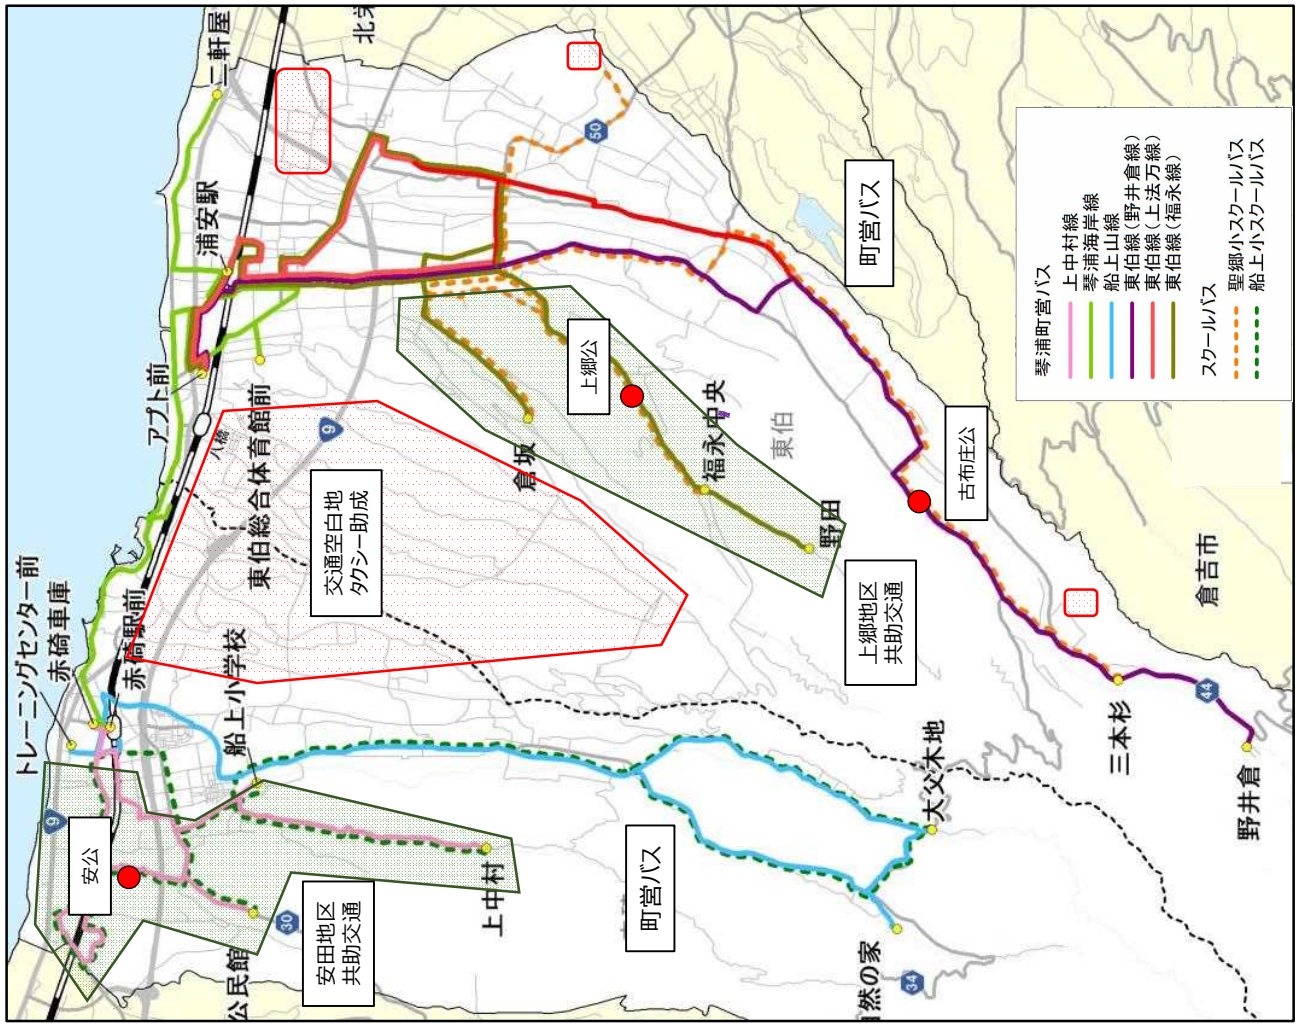 北栄
二軒屋
浦安駅
アプト前
八橋
東伯総合体育館前
トレーニングセンター前
赤碕車庫
赤碕駅前
船上小学校
9
9
50
44
30
34
交通空白地
タクシー助成
倉坂
上郷公
福永中央
東伯
野田
町営バス
古布庄公
上郷地区
共助交通
倉吉市
三本杉
野井倉
大父木地
町営バス
上中村
安公
安田地区
共助交通
公民館
然の家
琴浦町営バス
上中村線
琴浦海岸線
船上山線
東伯線(野井倉線)
東伯線(上法万線)
東伯線(福永線)
スクールバス
聖郷小スクールバス
船上小スクールバス